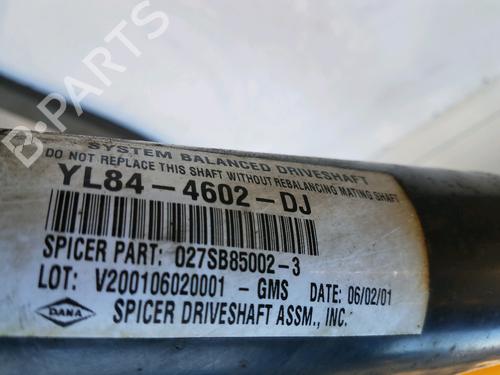 B-Parts
SYSTEM BALANCED DRIVESHAFT
DO NOT REPLACE THIS SHAFT WITHOUT REBALANCING MATING SHAFT
YL84-4602-DJ
SPICER PART: 027SB85002-3
LOT: V200106020001 -GMS DATE: 06/02/01
DANA SPICER DRIVESHAFT ASSM., INC.